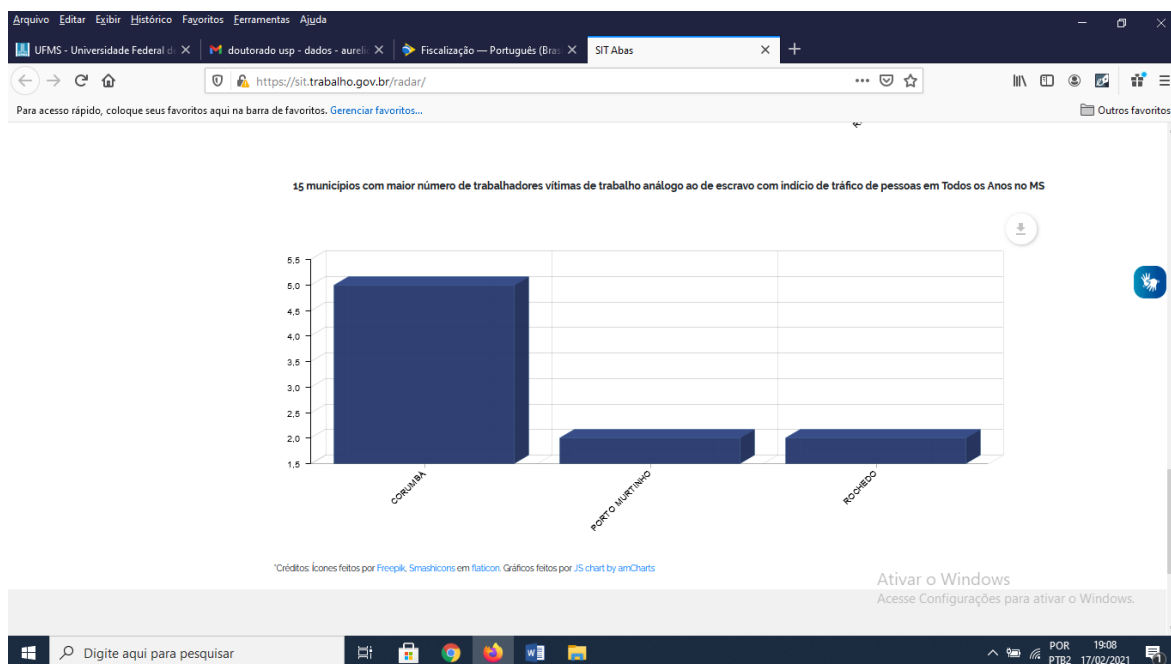 Arquivo Editar Exibir Histórico Favoritos Ferramentas Ajuda
UFMS - Universidade Federal d
doutorado usp - dados - aureli
Fiscalização — Português (Bras
SIT Abas
https://sit.trabalho.gov.br/radar/
Para acesso rápido, coloque seus favoritos aqui na barra de favoritos. Gerenciar favoritos...
Outros favoritos
15 municípios com maior número de trabalhadores vítimas de trabalho análogo ao de escravo com indício de tráfico de pessoas em Todos os Anos no MS
5,5
5,0
4,5
4,0
3,5
3,0
2,5
2,0
1,5
CORUMBÁ
PORTO MURTINHO
ROCHEDO
*Créditos: Ícones feitos por Freepik, Smashicons em flaticon. Gráficos feitos por JS chart by amCharts
Ativar o Windows
Acesse Configurações para ativar o Windows.
Digite aqui para pesquisar
POR
PTB2
19:08
17/02/2021